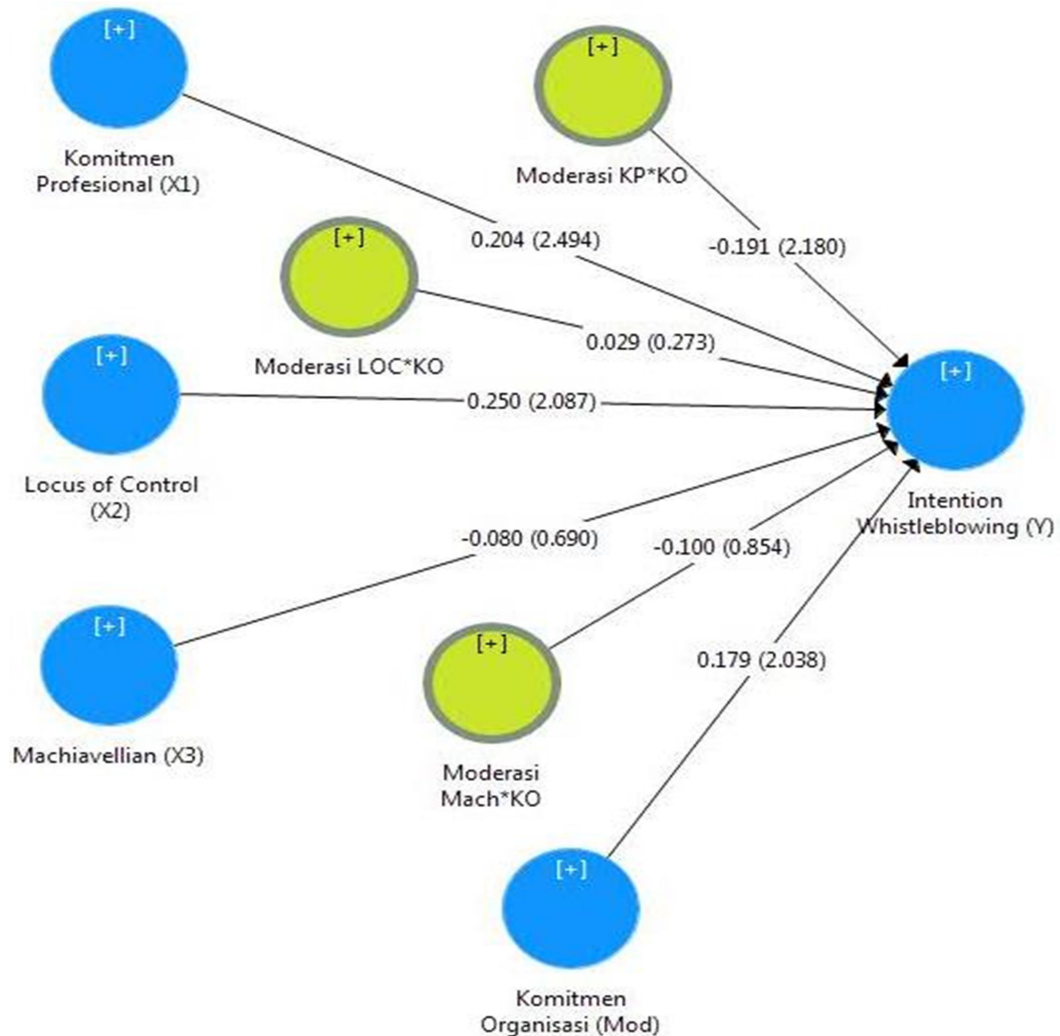 [+]
Komitmen
Profesional (X1)
[+]
Moderasi KP*KO
0.204 (2.494)
-0.191 (2.180)
[+]
Moderasi LOC*KO
0.029 (0.273)
[+]
Locus of Control
(X2)
0.250 (2.087)
[+]
Intention
Whistleblowing (Y)
-0.080 (0.690)
-0.100 (0.854)
[+]
Machiavellian (X3)
[+]
Moderasi
Mach*KO
0.179 (2.038)
[+]
Komitmen
Organisasi (Mod)